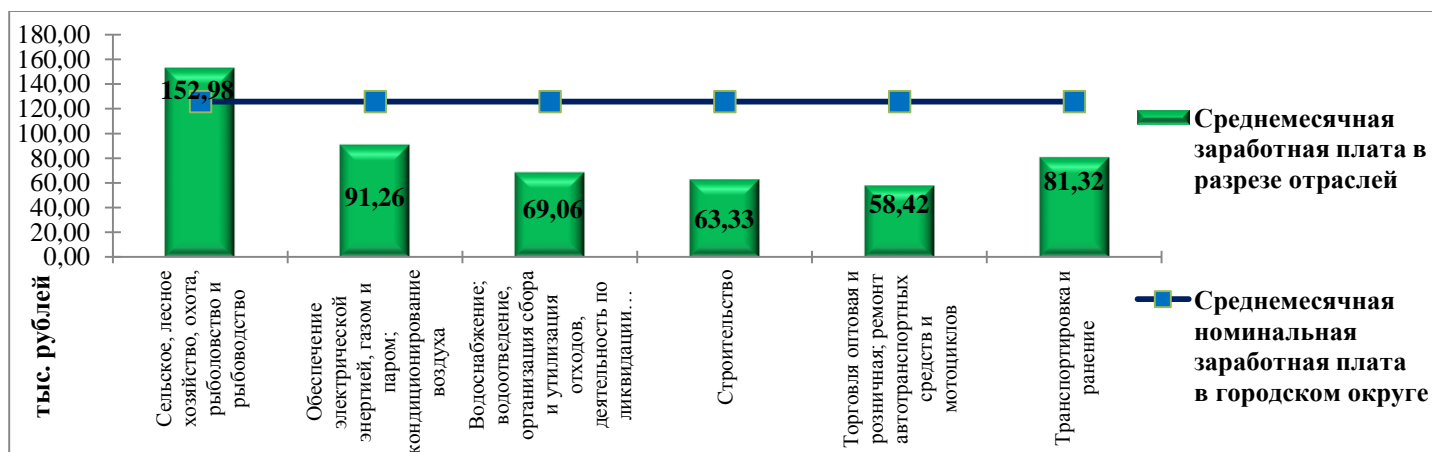 180,00
160,00
140,00
120,00
100,00
80,00
60,00
40,00
20,00
0,00
тыс. рублей
152,98
91,26
69,06
63,33
58,42
81,32
Сельское, лесное
хозяйство, охота,
рыболовство и
рыбоводство
Обеспечение
электрической
энергией, газом и
паром;
кондиционирование
воздуха
Водоснабжение;
водоотведение,
организация сбора
и утилизация
отходов,
деятельность по
ликвидации…
Строительство
Торговля оптовая и
розничная; ремонт
автотранспортных
средств и
мотоциклов
Транспортировка и
ранение
Среднемесячная
заработная плата в
разрезе отраслей
Среднемесячная
номинальная
заработная плата
в городском округе